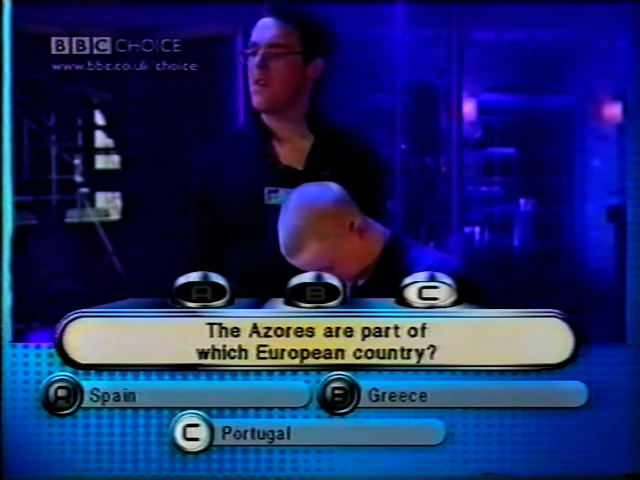 BBC CHOICE
www.bbc.co.uk/choice
A B C
The Azores are part of
which European country?
A Spain
B Greece
C Portugal